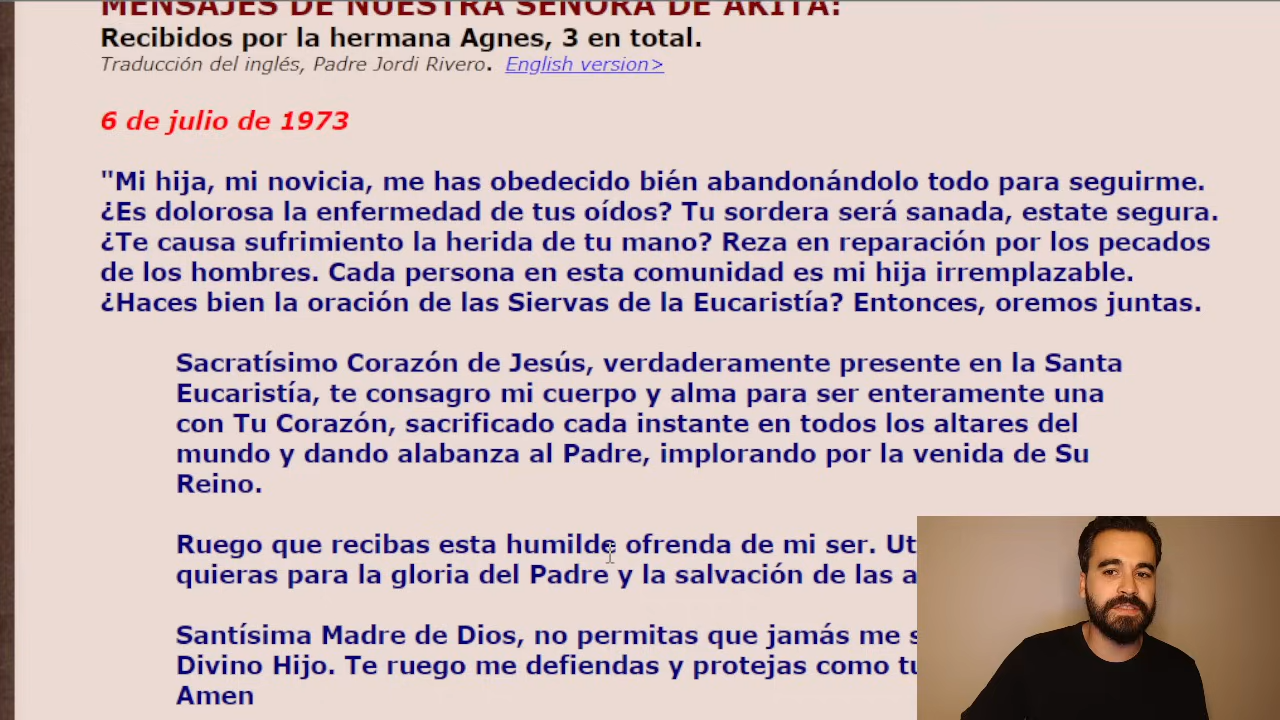 MENSAJES DE NUESTRA SEÑORA DE AKITA:
Recibidos por la hermana Agnes, 3 en total.
Traducción del inglés, Padre Jordi Rivero. English version>
6 de julio de 1973
"Mi hija, mi novicia, me has obedecido bién abandonándolo todo para seguirme.
¿Es dolorosa la enfermedad de tus oídos? Tu sordera será sanada, estate segura.
¿Te causa sufrimiento la herida de tu mano? Reza en reparación por los pecados
de los hombres. Cada persona en esta comunidad es mi hija irremplazable.
¿Haces bien la oración de las Siervas de la Eucaristía? Entonces, oremos juntas.
Sacratísimo Corazón de Jesús, verdaderamente presente en la Santa
Eucaristía, te consagro mi cuerpo y alma para ser enteramente una
con Tu Corazón, sacrificado cada instante en todos los altares del
mundo y dando alabanza al Padre, implorando por la venida de Su
Reino.
Ruego que recibas esta humilde ofrenda de mi ser.
quieras para la gloria del Padre y la salvación de las
Santísima Madre de Dios, no permitas que jamás me
Divino Hijo. Te ruego me defiendas y protejas como
Amen